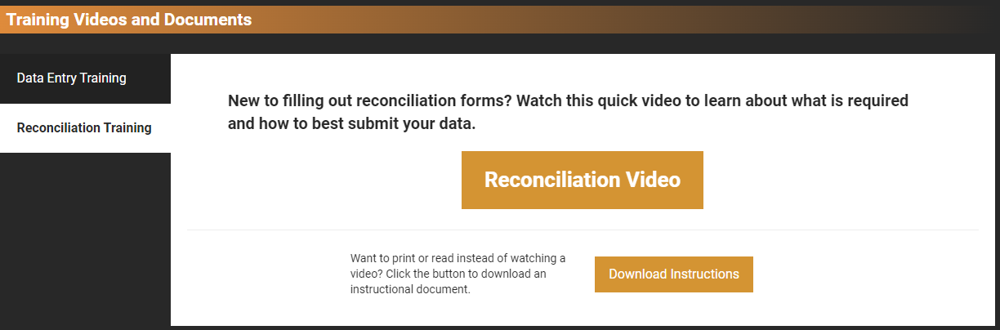 Training Videos and Documents
Data Entry Training
Reconciliation Training
New to filling out reconciliation forms? Watch this quick video to learn about what is required
and how to best submit your data.
Reconciliation Video
Want to print or read instead of watching a
video? Click the button to download an
instructional document.
Download Instructions